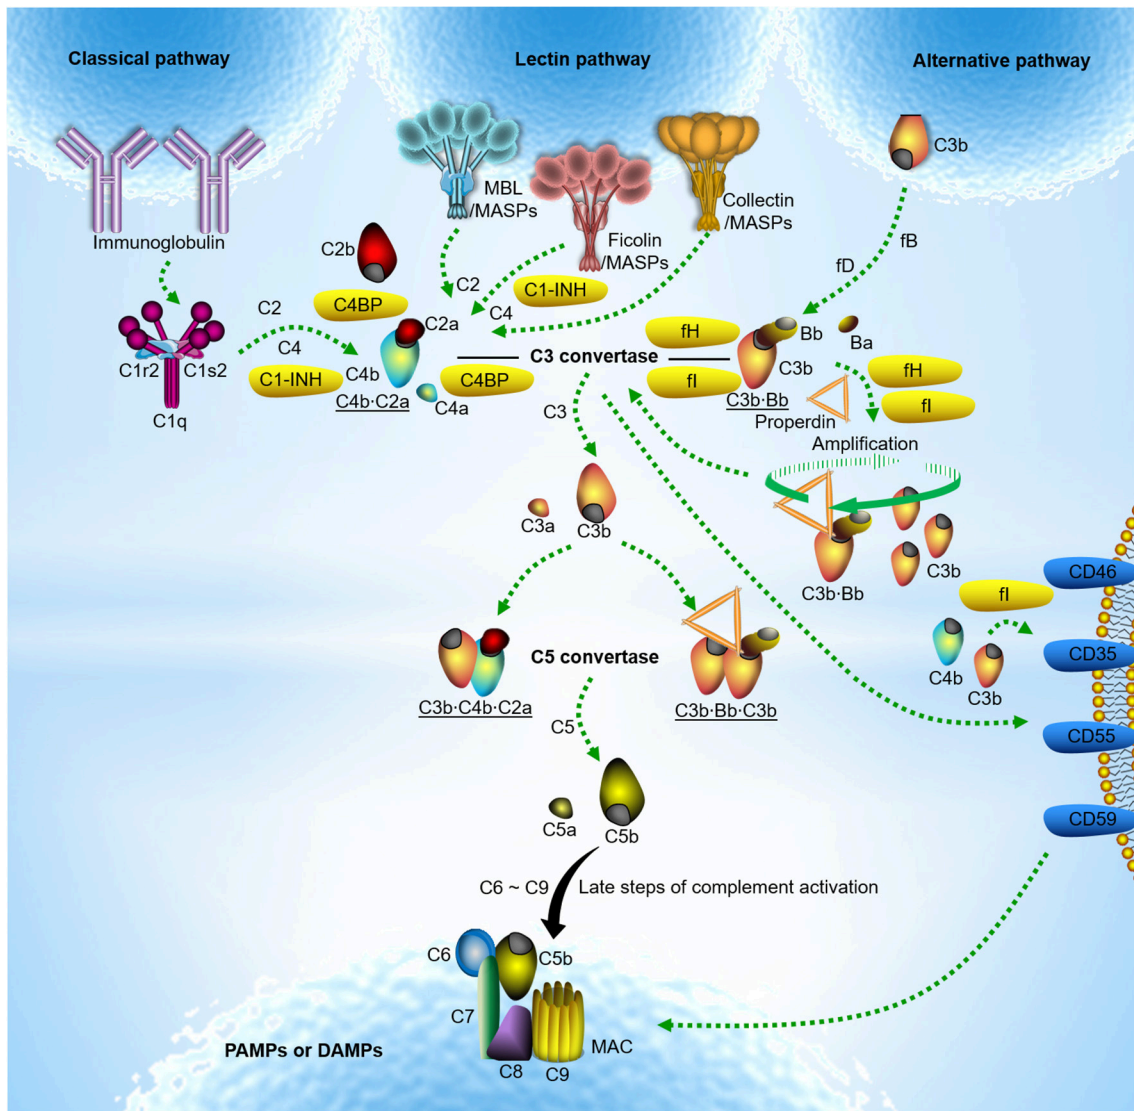 Classical pathway
Lectin pathway
Alternative pathway
C3b
MBL
/MASPs
Collectin
/MASPs
Immunoglobulin
Ficolin
/MASPs
fB
fD
C2b
C2
C4
C1-INH
C4BP
C2a
C2
C4
C1r2
C1s2
C1q
C1-INH
C4b
C4b·C2a
C4a
C4BP
C3 convertase
fH
fI
Bb
Ba
C3b
C3b·Bb
fH
fI
Properdin
Amplification
C3
C3a
C3b
C3b·Bb
C3b
CD46
fI
CD35
C4b
C3b
CD55
CD59
C5 convertase
C3b·C4b·C2a
C3b·Bb·C3b
C5
C5a
C5b
C6 ~ C9
Late steps of complement activation
C6
C5b
C7
MAC
C8
C9
PAMPs or DAMPs